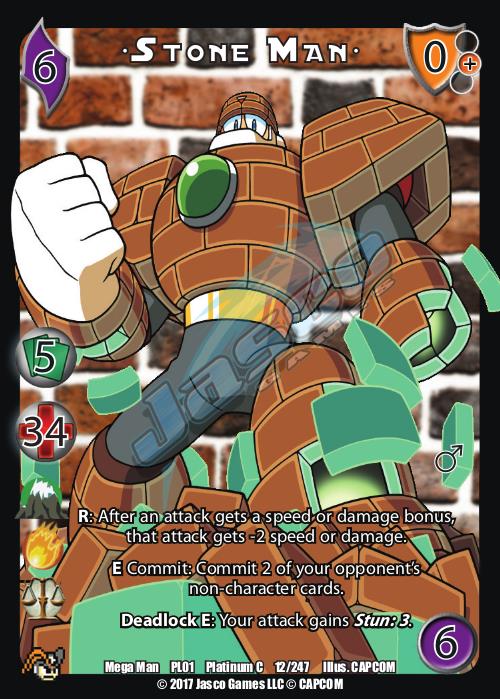 ·STONE MAN·
6
0
+
5
34
R: After an attack gets a speed or damage bonus,
that attack gets -2 speed or damage.
E Commit: Commit 2 of your opponent's
non-character cards.
Deadlock E: Your attack gains Stun: 3.
6
Mega Man PL01 Platinum C 12/247 Illus. CAPCOM
© 2017 Jasco Games LLC © CAPCOM
Jasco
GAMES